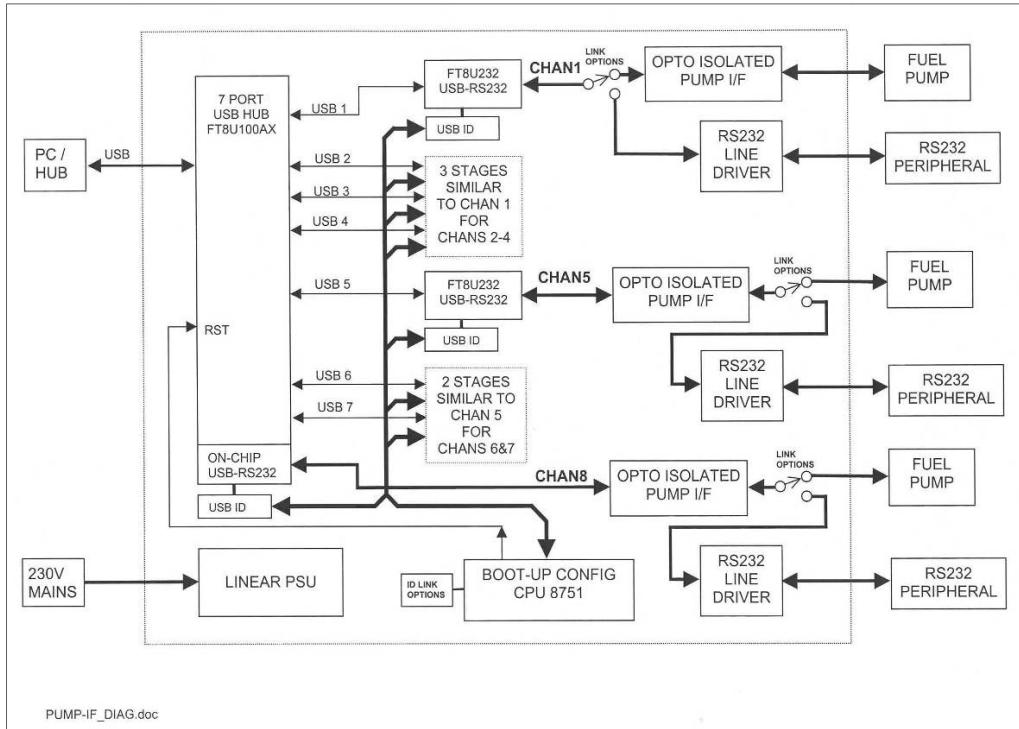 7 PORT
USB HUB
FT8U100AX
USB 1
FT8U232
USB-RS232
USB ID
CHAN1
LINK
OPTIONS
OPTO ISOLATED
PUMP I/F
FUEL
PUMP
PC /
HUB
USB
RS232
LINE
DRIVER
RS232
PERIPHERAL
USB 2
USB 3
USB 4
3 STAGES
SIMILAR
TO CHAN 1
FOR
CHANS 2-4
USB 5
FT8U232
USB-RS232
USB ID
CHAN5
OPTO ISOLATED
PUMP I/F
LINK
OPTIONS
FUEL
PUMP
RST
RS232
LINE
DRIVER
RS232
PERIPHERAL
USB 6
USB 7
2 STAGES
SIMILAR TO
CHAN 5
FOR
CHANS 6&7
ON-CHIP
USB-RS232
USB ID
CHAN8
OPTO ISOLATED
PUMP I/F
LINK
OPTIONS
FUEL
PUMP
230V
MAINS
LINEAR PSU
ID LINK
OPTIONS
BOOT-UP CONFIG
CPU 8751
RS232
LINE
DRIVER
RS232
PERIPHERAL
PUMP-IF_DIAG.doc